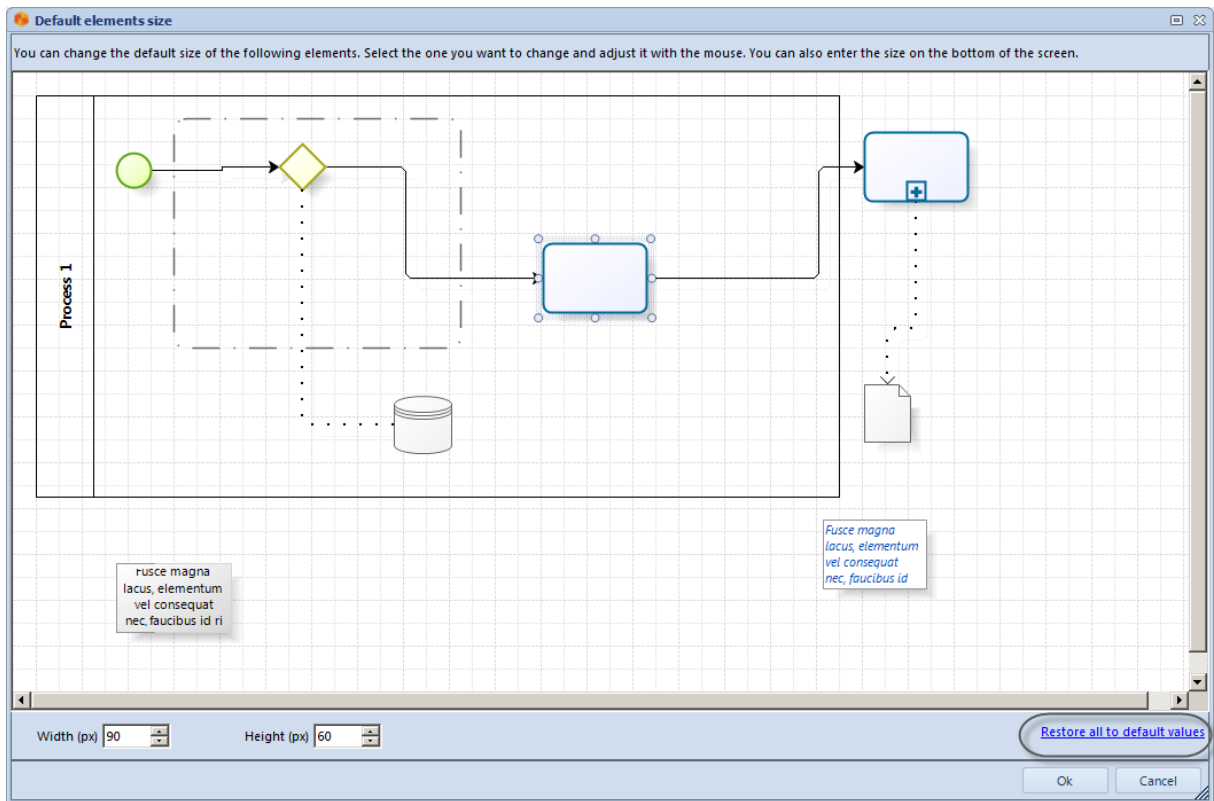 Default elements size
You can change the default size of the following elements. Select the one you want to change and adjust it with the mouse. You can also enter the size on the bottom of the screen.
Process 1
Fusce magna
lacus, elementum
vel consequat
nec, faucibus id
Fusce magna
lacus, elementum
vel consequat
nec, faucibus id ri
Width (px) 90
Height (px) 60
Restore all to default values
Ok
Cancel